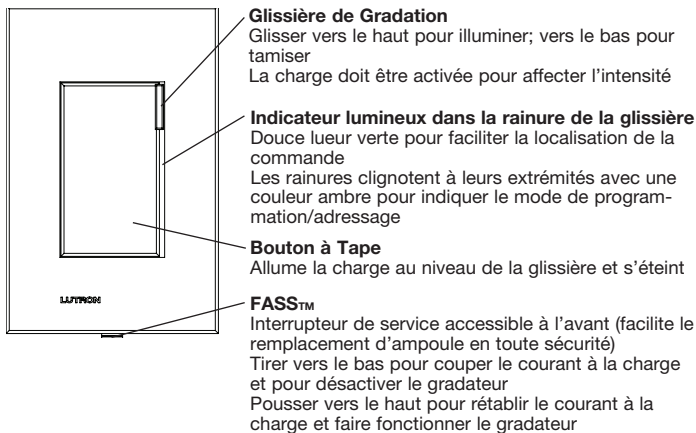 Glissière de Gradation
Glisser vers le haut pour illuminer; vers le bas pour
tamiser
La charge doit être activée pour affecter l’intensité
Indicateur lumineux dans la rainure de la glissière
Douce lueur verte pour faciliter la localisation de la
commande
Les rainures clignotent à leurs extrémités avec une
couleur ambre pour indiquer le mode de program-
mation/adressage
Bouton à Tape
Allume la charge au niveau de la glissière et s’éteint
LUTRON
FASS™
Interrupteur de service accessible à l’avant (facilite le
remplacement d’ampoule en toute sécurité)
Tirer vers le bas pour couper le courant à la charge
et pour désactiver le gradateur
Pousser vers le haut pour rétablir le courant à la
charge et faire fonctionner le gradateur